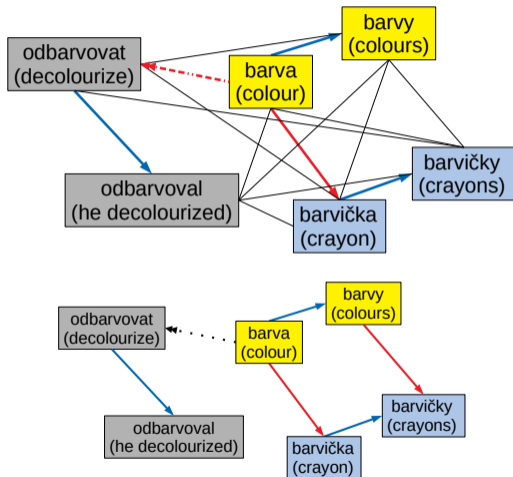 barvy
(colours)
odbarvovat
(decolourize)
barva
(colour)
barvičky
(crayons)
odbarvoval
(he decolourized)
barvička
(crayon)
barvy
(colours)
odbarvovat
(decolourize)
barva
(colour)
barvičky
(crayons)
odbarvoval
(he decolourized)
barvička
(crayon)